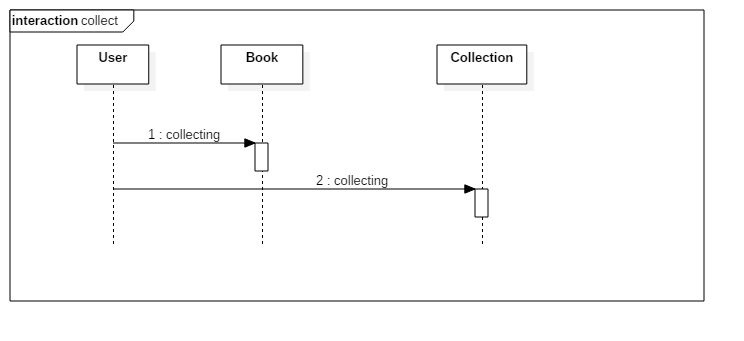 interaction collect
User
Book
Collection
1 : collecting
2 : collecting